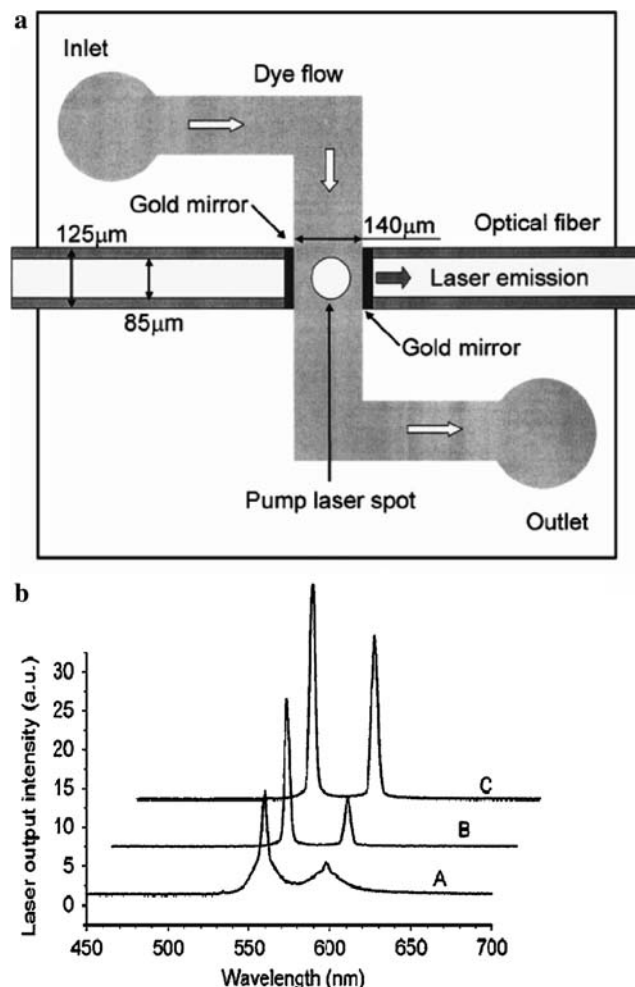 a
Inlet
Dye flow
Gold mirror
140μm
Optical fiber
125μm
Laser emission
85μm
Gold mirror
Pump laser spot
Outlet
b
Laser output intensity (a.u.)
30
25
20
15
10
5
0
C
B
A
450 500 550 600 650 700
Wavelength (nm)